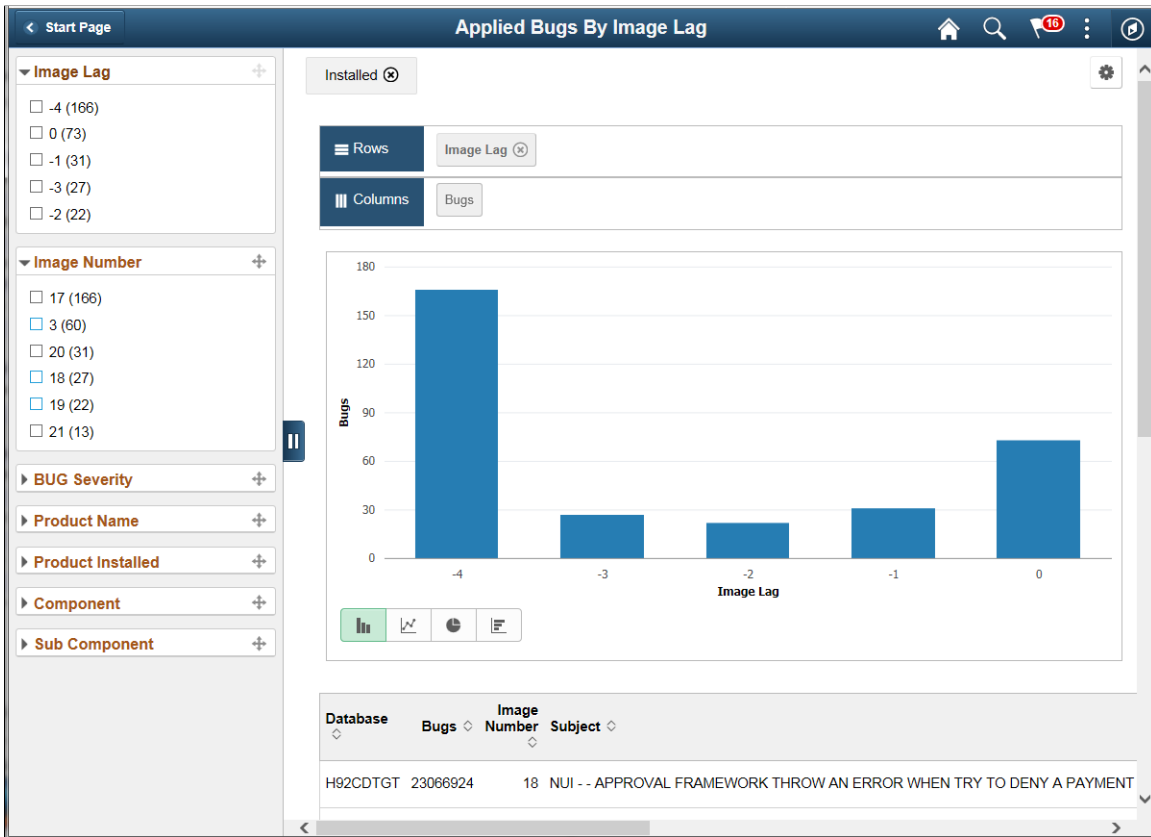 Start Page
Applied Bugs By Image Lag
16
Image Lag
-4 (166)
0 (73)
-1 (31)
-3 (27)
-2 (22)
Image Number
17 (166)
3 (60)
20 (31)
18 (27)
19 (22)
21 (13)
BUG Severity
Product Name
Product Installed
Component
Sub Component
Installed
Rows
Image Lag
Columns
Bugs
180
150
120
90
60
30
0
Bugs
-4 -3 -2 -1 0
Image Lag
Database Bugs Image Number Subject
H92CDTGT 23066924 18 NUI - - APPROVAL FRAMEWORK THROW AN ERROR WHEN TRY TO DENY A PAYMENT